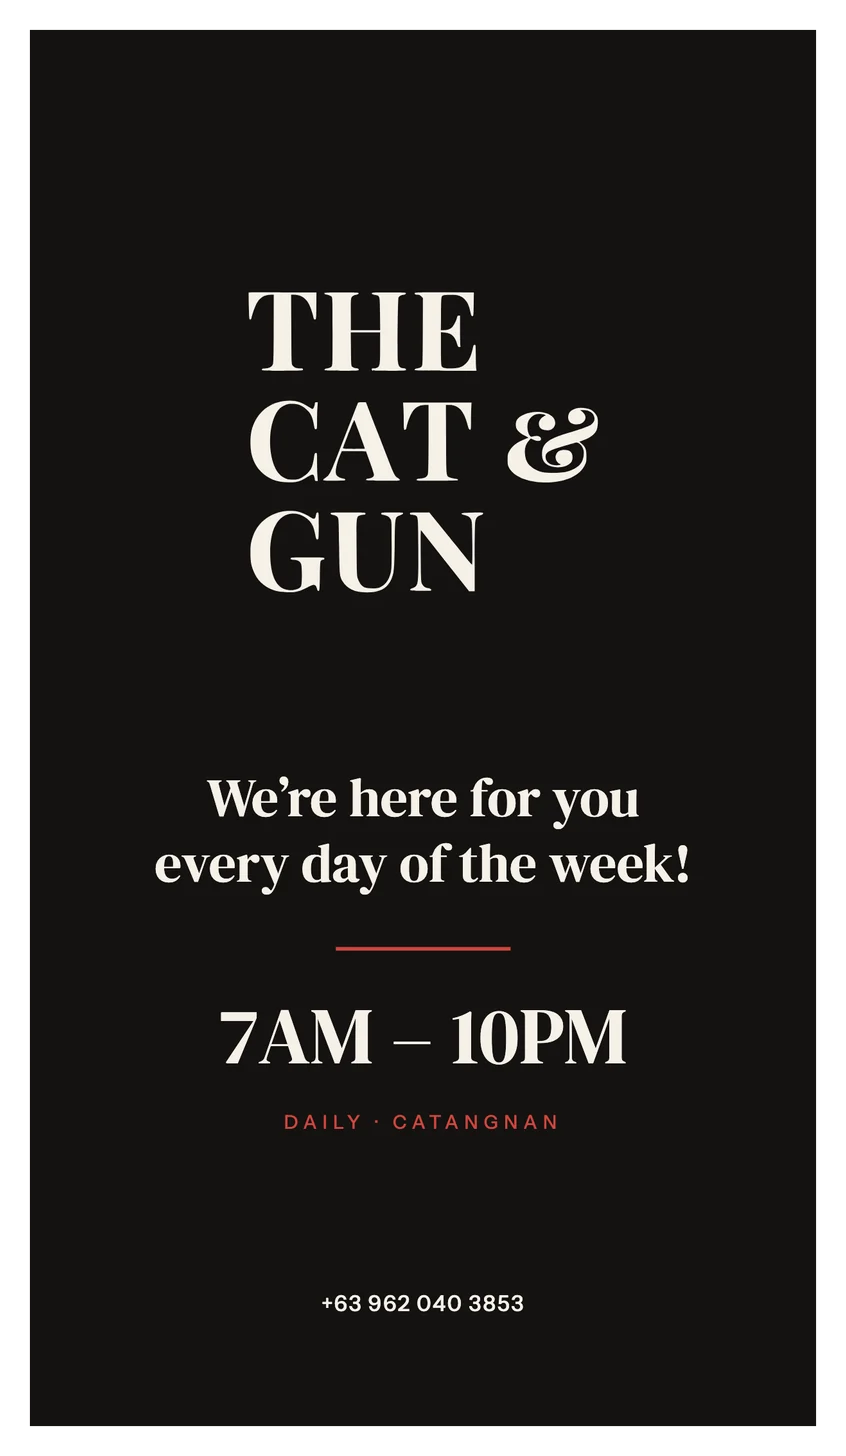 THE
CAT &
GUN
We’re here for you
every day of the week!
7AM – 10PM
DAILY · CATANGNAN
+63 962 040 3853